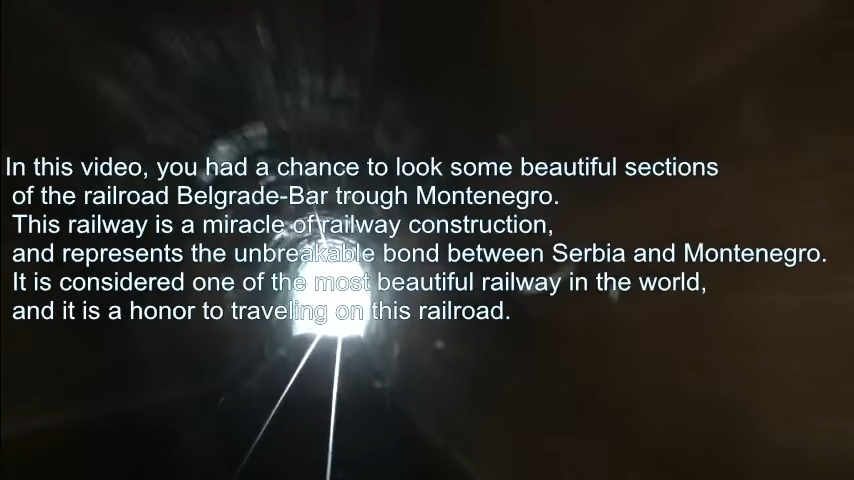 In this video, you had a chance to look some beautiful sections
of the railroad Belgrade-Bar trough Montenegro.
This railway is a miracle of railway construction,
and represents the unbreakable bond between Serbia and Montenegro.
It is considered one of the most beautiful railway in the world,
and it is a honor to traveling on this railroad.